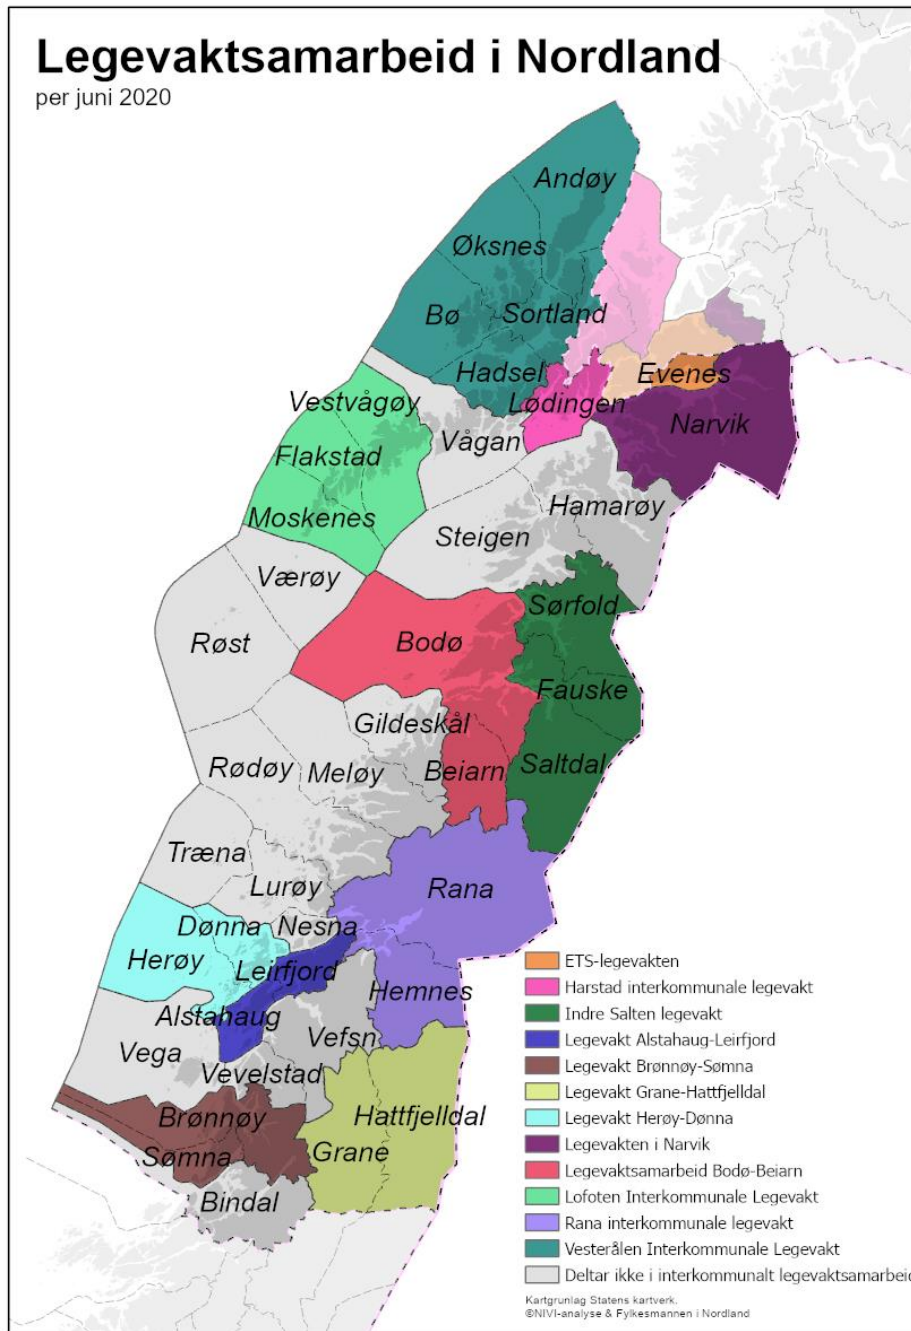 Legevaktsamarbeid i Nordland
per juni 2020
Andøy
Øksnes
Bø
Sortland
Hadsel
Evenes
Lødingen
Narvik
Vestvågøy
Vågan
Flakstad
Moskenes
Hamarøy
Steigen
Værøy
Sørfold
Røst
Bodø
Fauske
Gildeskål
Rødøy
Meløy
Beiarn
Saltdal
Træna
Lurøy
Rana
Dønna
Nesna
Herøy
Leirfjord
Hemnes
Alstahaug
Vefsn
Vega
Vevelstad
Brønnøy
Hattfjelldal
Sømna
Grane
Bindal
ETS-legevakten
Harstad interkommunale legevakt
Indre Salten legevakt
Legevakt Alstahaug-Leirfjord
Legevakt Brønnøy-Sømna
Legevakt Grane-Hattfjelldal
Legevakt Herøy-Dønna
Legevakten i Narvik
Legevaktsamarbeid Bodø-Beiarn
Lofoten Interkommunale Legevakt
Rana interkommunale legevakt
Vesterålen Interkommunale Legevakt
Deltar ikke i interkommunalt legevaktsamarbeid
Kartgrunlag Statens kartverk.
©NIVI-analyse & Fylkesmannen i Nordland